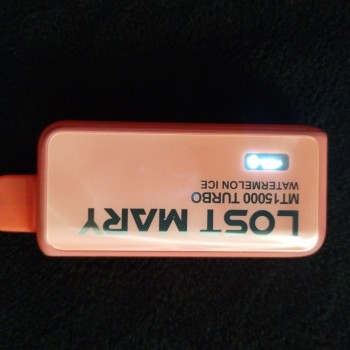 LOST MARY
MT15000 TURBO
WATERMELON ICE